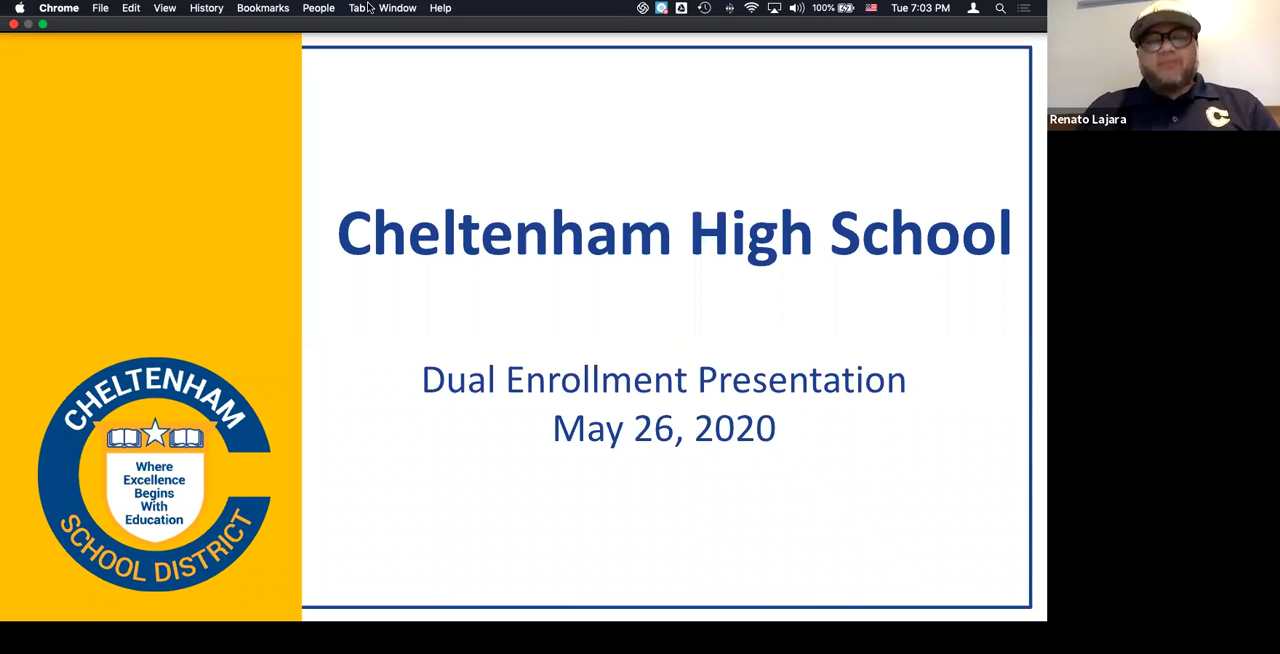 Chrome File Edit View History Bookmarks People Tab Window Help
100% Tue 7:03 PM
Renato Lajara
Cheltenham High School
Dual Enrollment Presentation
May 26, 2020
CHELTENHAM
Where
Excellence
Begins
With
Education
SCHOOL DISTRICT